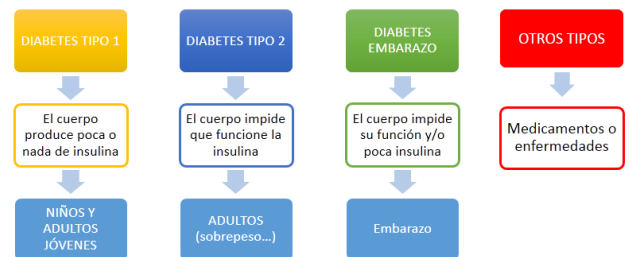 DIABETES TIPO 1
El cuerpo
produce poca o
nada de insulina
NIÑOS Y
ADULTOS
JÓVENES
DIABETES TIPO 2
El cuerpo impide
que funcione la
insulina
ADULTOS
(sobrepeso...)
DIABETES
EMBARAZO
El cuerpo impide
su función y/o
poca insulina
Embarazo
OTROS TIPOS
Medicamentos o
enfermedades